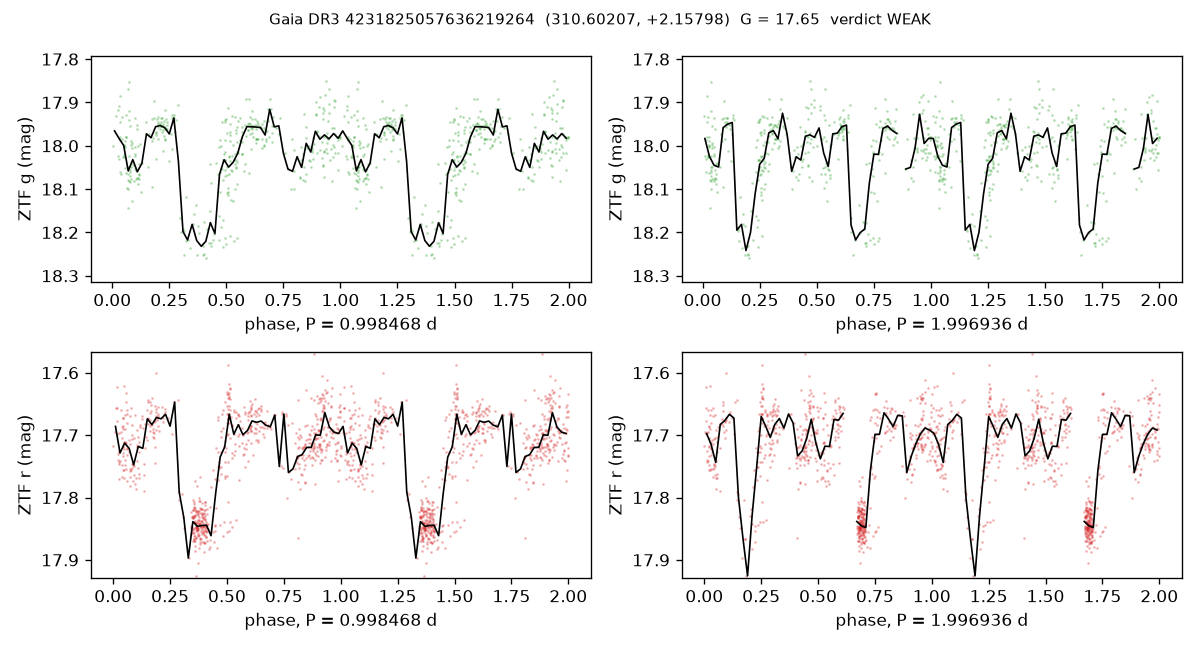 Gaia DR3 4231825057636219264 (310.60207, +2.15798) G = 17.65 verdict WEAK
17.8
17.9
18.0
18.1
18.2
18.3
ZTF g (mag)
0.00 0.25 0.50 0.75 1.00 1.25 1.50 1.75 2.00
phase, P = 0.998468 d
17.8
17.9
18.0
18.1
18.2
18.3
ZTF g (mag)
0.00 0.25 0.50 0.75 1.00 1.25 1.50 1.75 2.00
phase, P = 1.996936 d
17.6
17.7
17.8
17.9
ZTF r (mag)
0.00 0.25 0.50 0.75 1.00 1.25 1.50 1.75 2.00
phase, P = 0.998468 d
17.6
17.7
17.8
17.9
ZTF r (mag)
0.00 0.25 0.50 0.75 1.00 1.25 1.50 1.75 2.00
phase, P = 1.996936 d